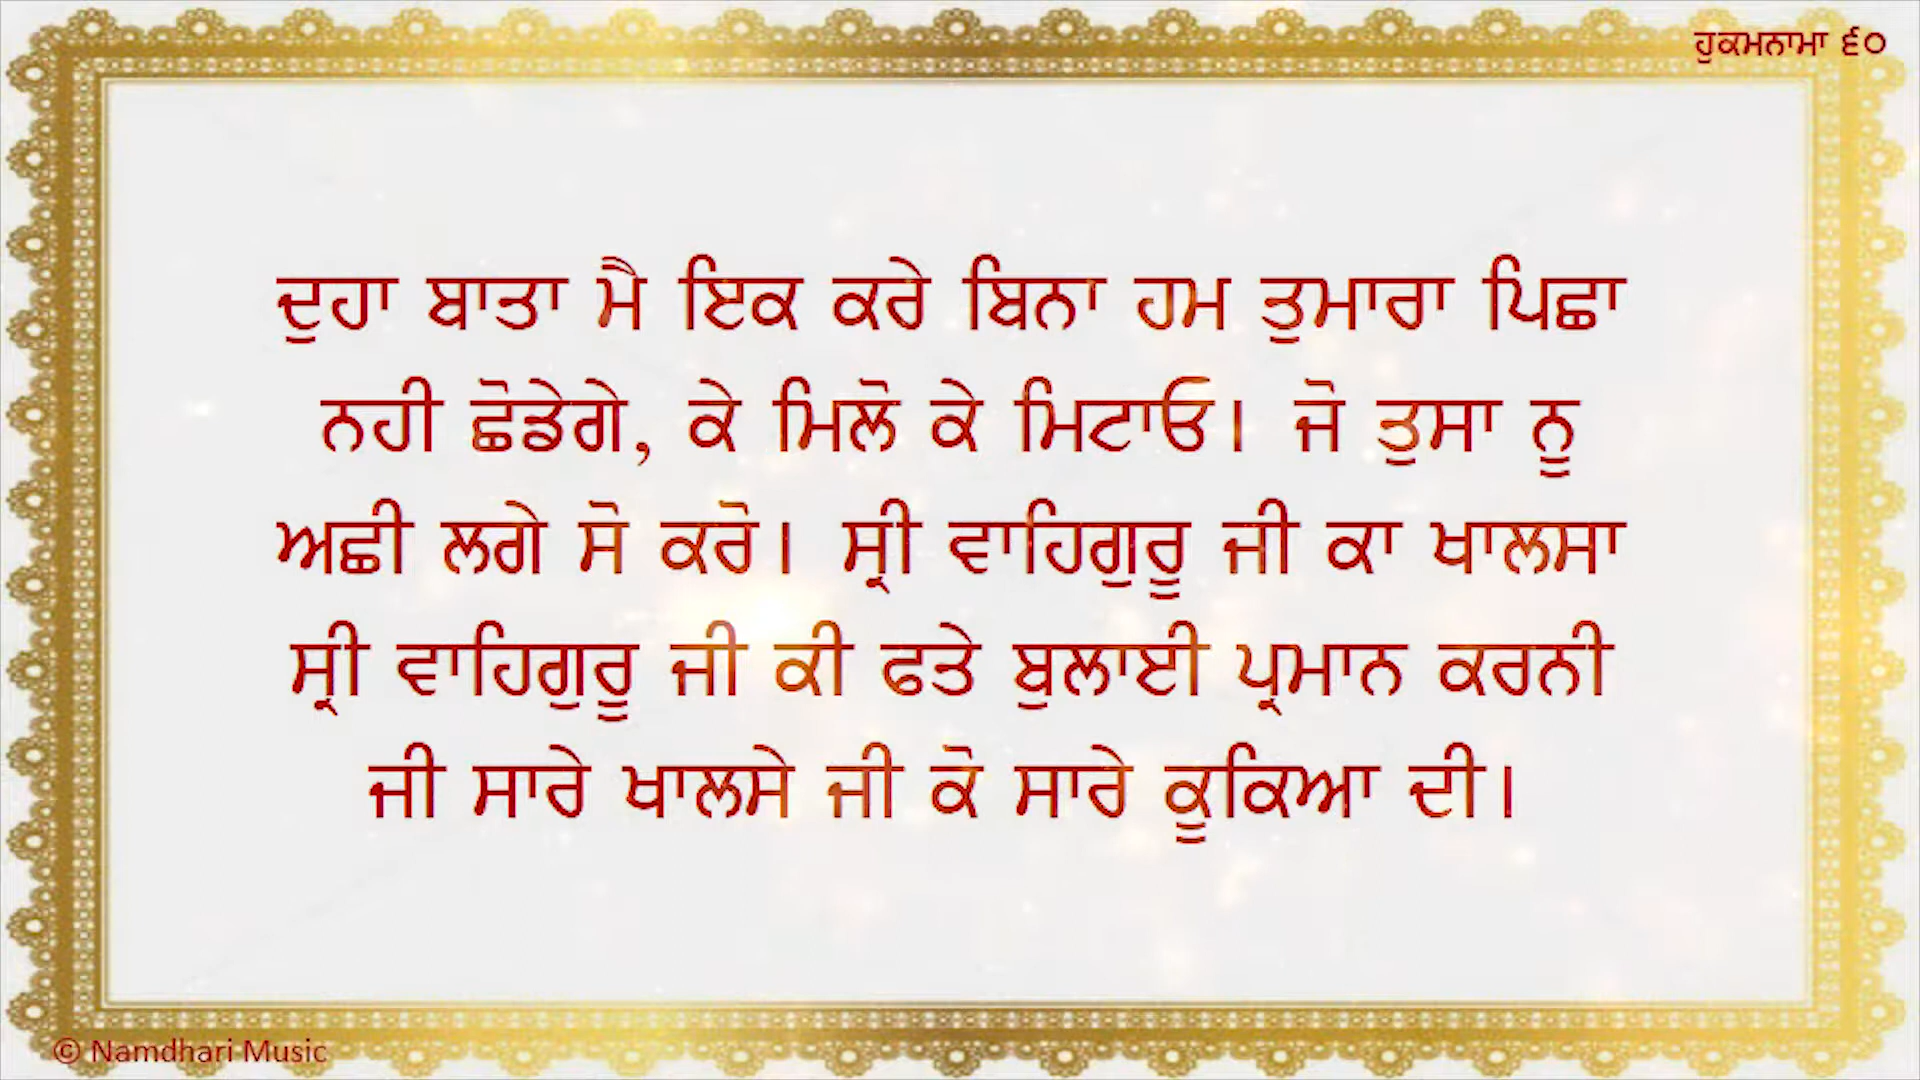 ਹੁਕਮਨਾਮਾ ੬੦
ਦੁਹਾ ਬਾਤਾ ਮੈ ਇਕ ਕਰੇ ਬਿਨਾ ਹਮ ਤੁਮਾਰਾ ਪਿਛਾ
ਨਹੀ ਛੋਡੇਗੇ, ਕੇ ਮਿਲੋ ਕੇ ਮਿਟਾਓ। ਜੋ ਤੁਸਾ ਨੂ
ਅਛੀ ਲਗੇ ਸੋ ਕਰੋ। ਸ੍ਰੀ ਵਾਹਿਗੁਰੂ ਜੀ ਕਾ ਖਾਲਸਾ
ਸ੍ਰੀ ਵਾਹਿਗੁਰੂ ਜੀ ਕੀ ਫਤੇ ਬੁਲਾਈ ਪ੍ਰਮਾਨ ਕਰਨੀ
ਜੀ ਸਾਰੇ ਖਾਲਸੇ ਜੀ ਕੋ ਸਾਰੇ ਕੂਕਿਆ ਦੀ।
© Namdhari Music